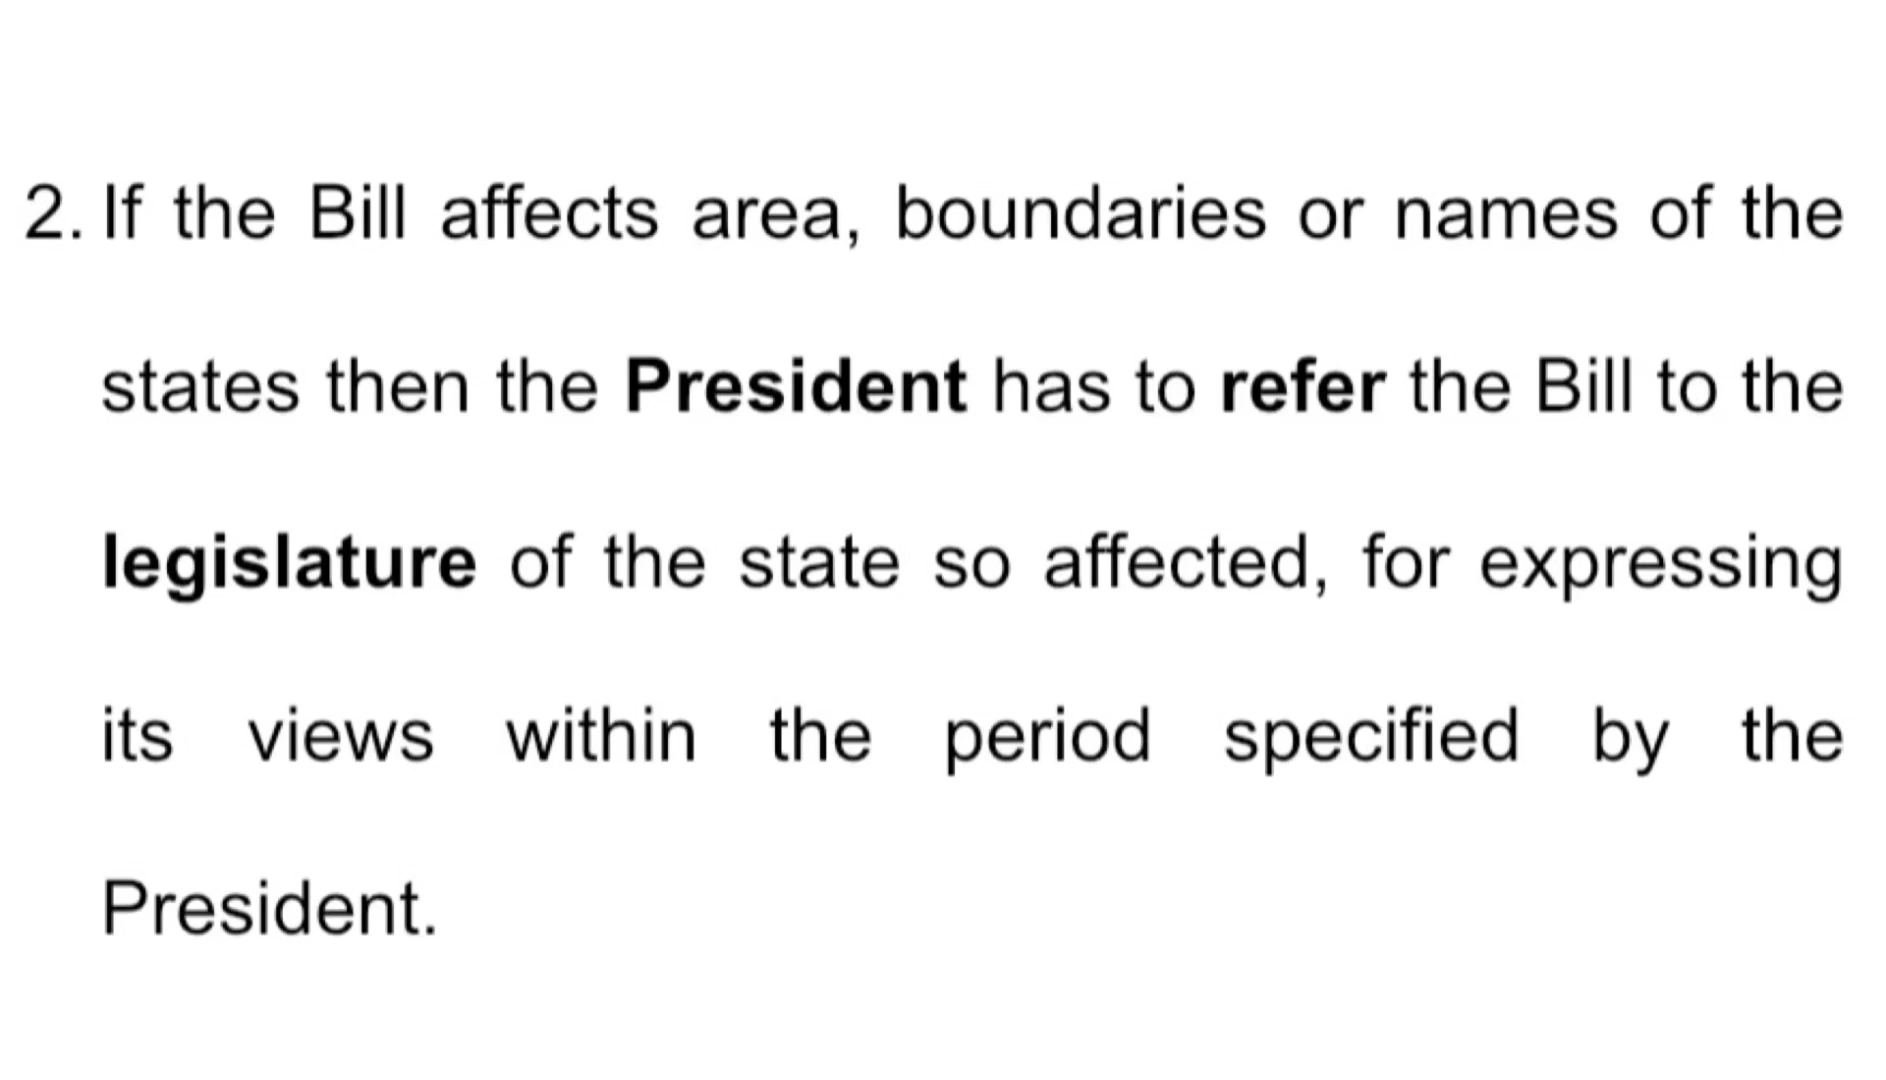 2. If the Bill affects area, boundaries or names of the
states then the President has to refer the Bill to the
legislature of the state so affected, for expressing
its views within the period specified by the
President.